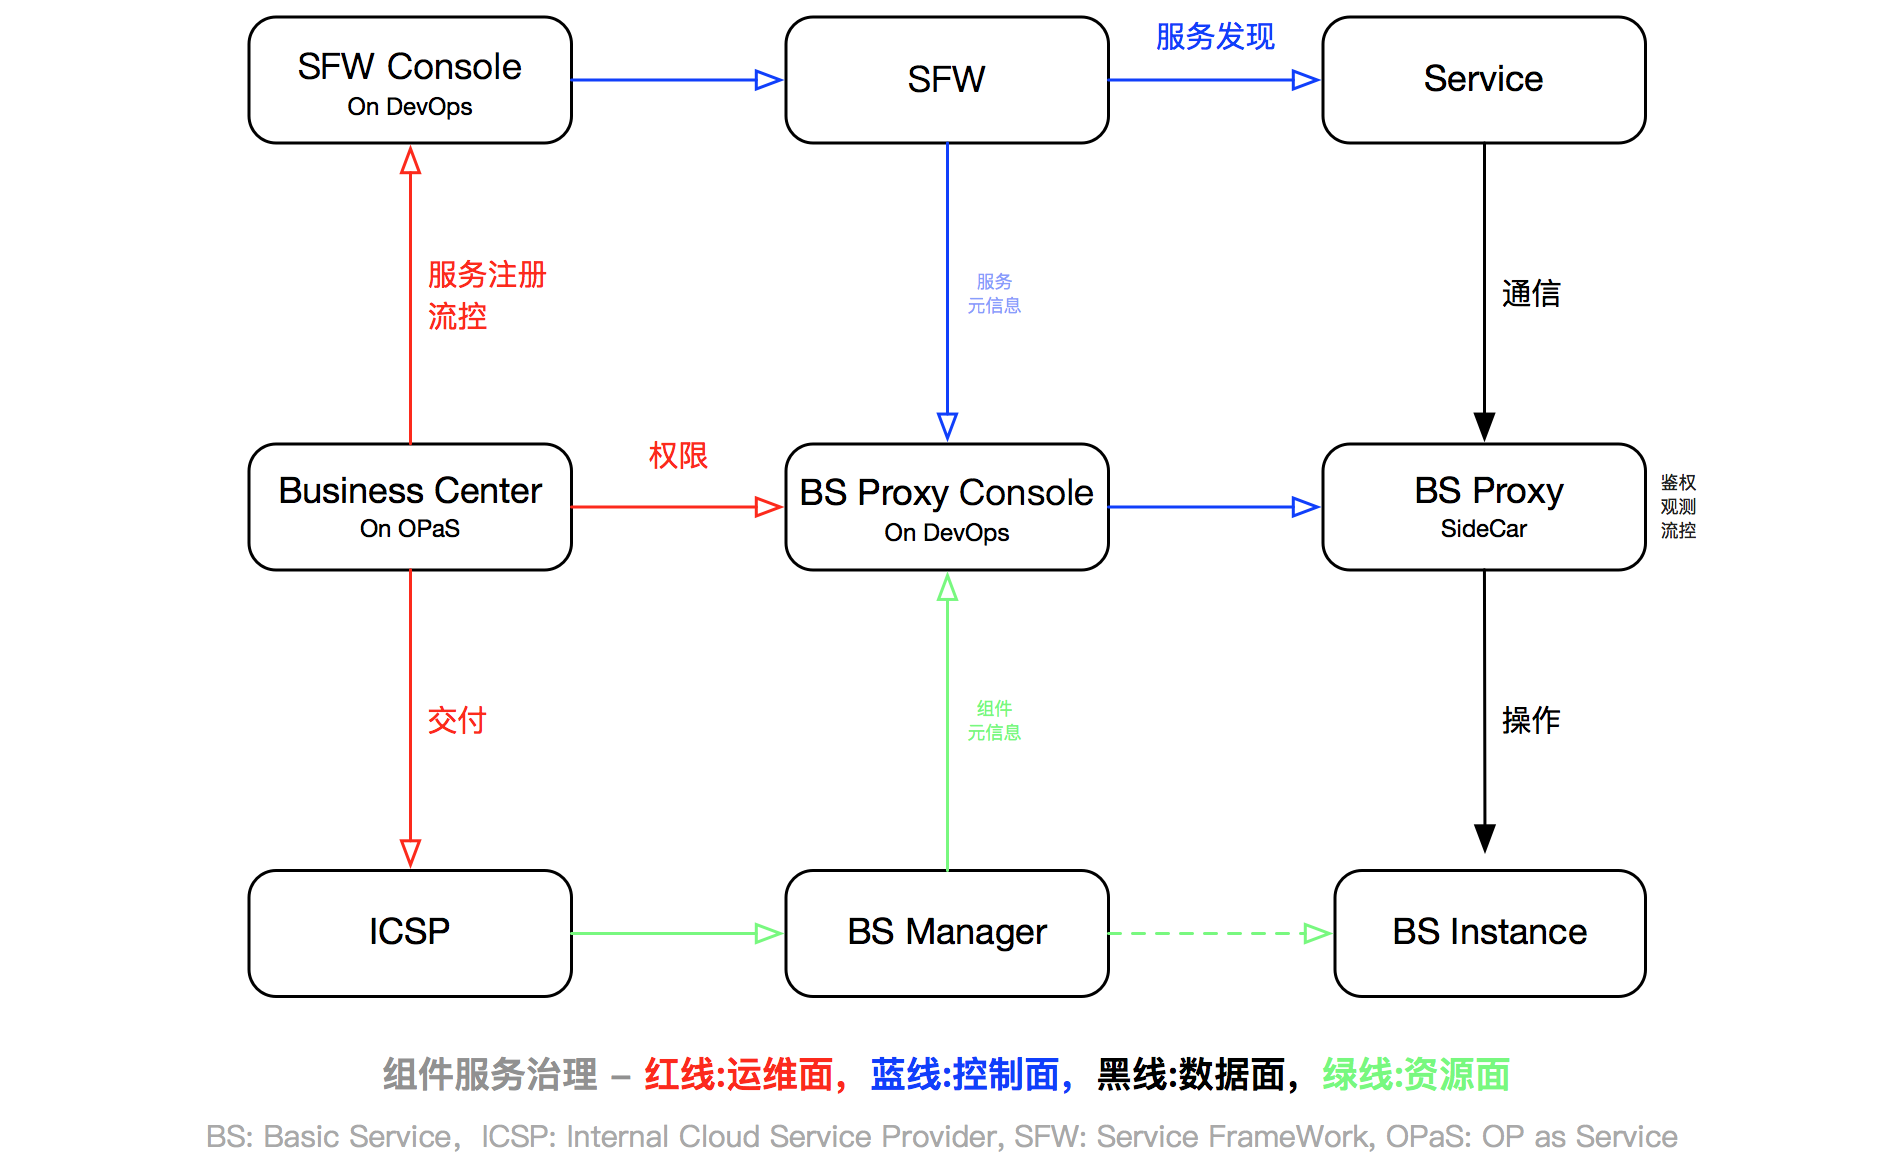 SFW Console
On DevOps
SFW
服务发现
Service
服务注册
流控
服务
元信息
通信
Business Center
On OPaS
权限
BS Proxy Console
On DevOps
BS Proxy
SideCar
鉴权
观测
流控
交付
组件
元信息
操作
ICSP
BS Manager
BS Instance
组件服务治理 – 红线:运维面，蓝线:控制面，黑线:数据面，绿线:资源面
BS: Basic Service，ICSP: Internal Cloud Service Provider, SFW: Service FrameWork, OPaS: OP as Service